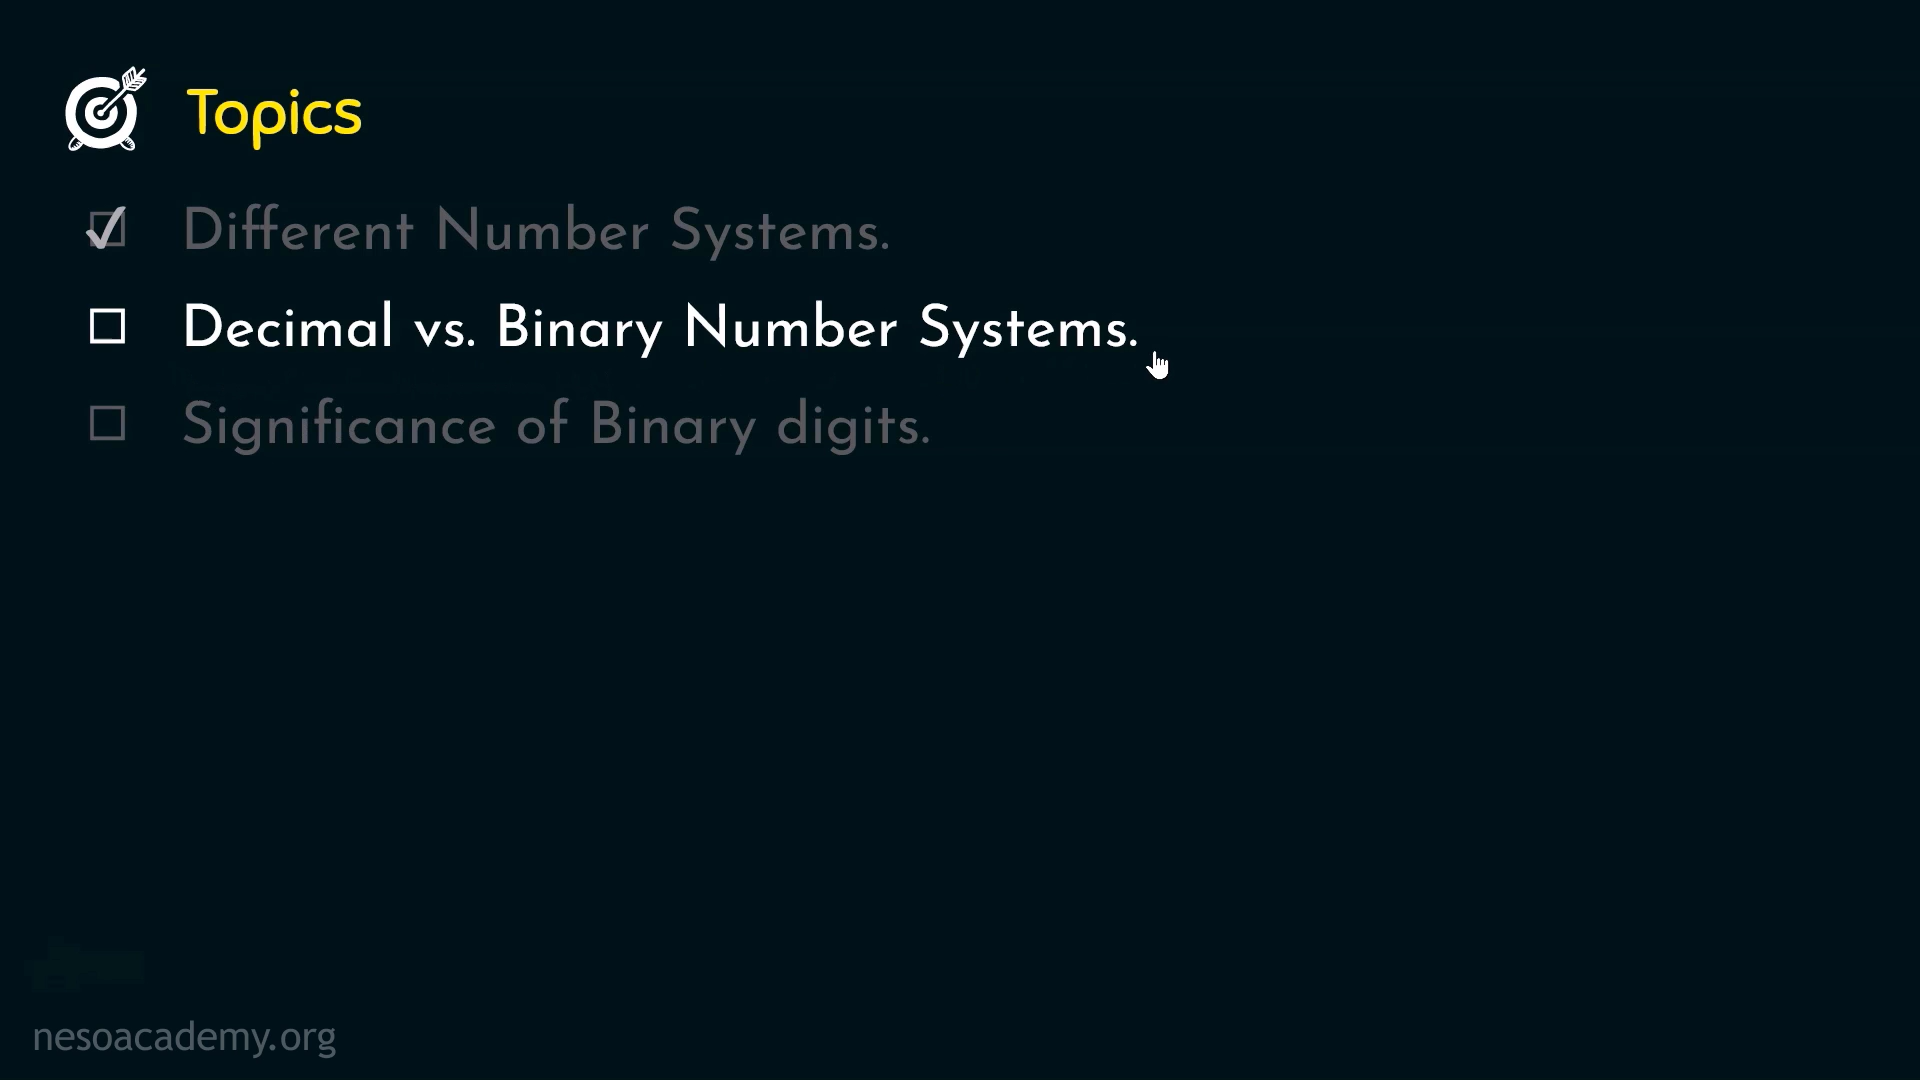 Topics
Different Number Systems.
Decimal vs. Binary Number Systems.
Significance of Binary digits.
nesoacademy.org